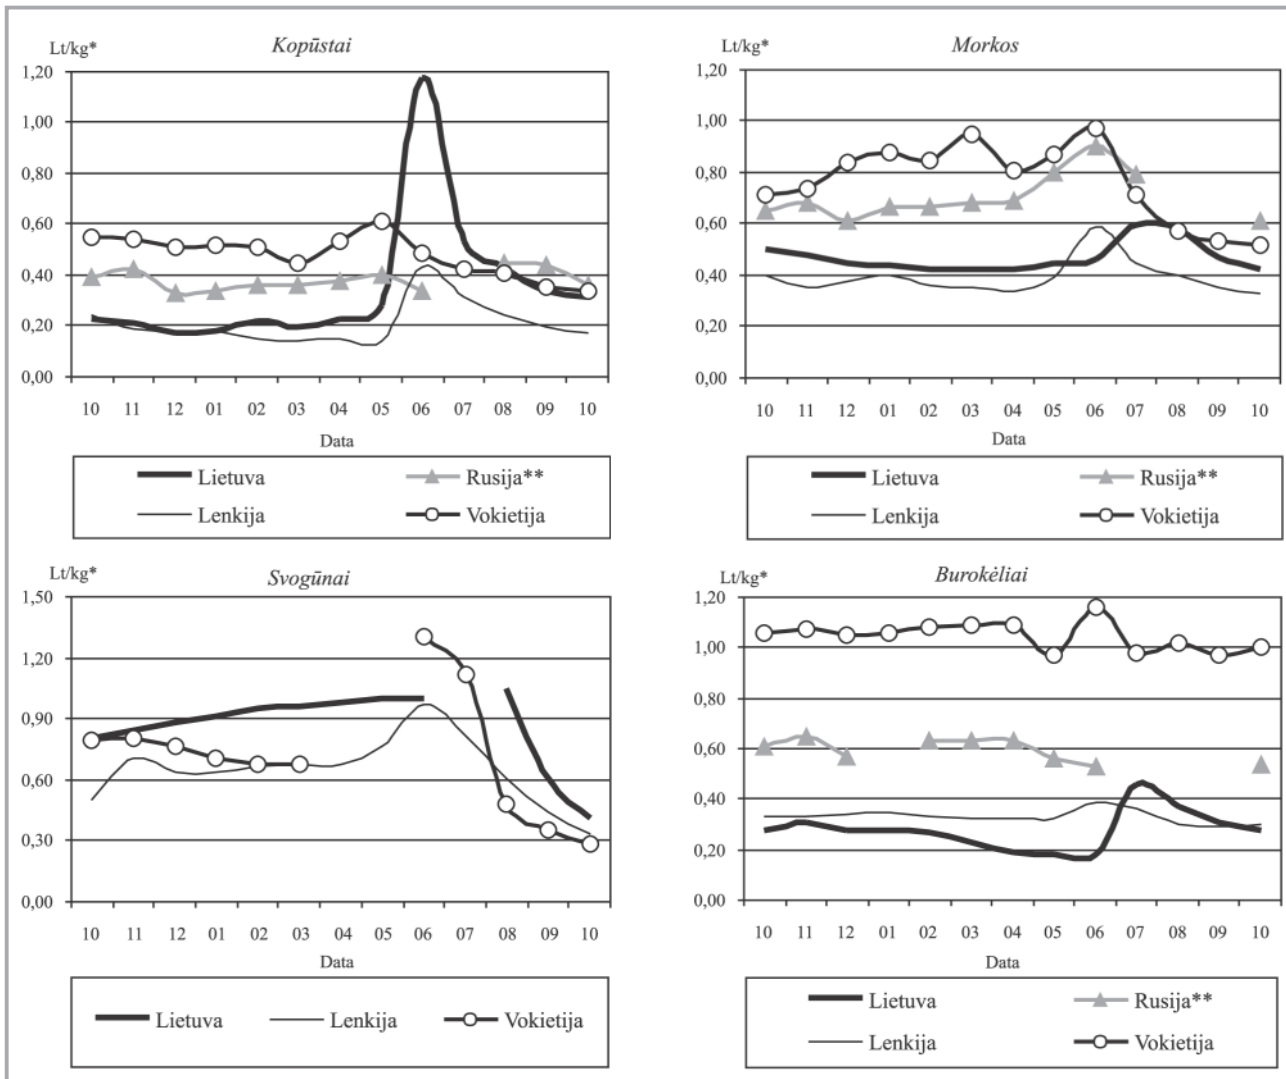 Kopūstai
Lt/kg*
1,20
1,00
0,80
0,60
0,40
0,20
0,00
10 11 12 01 02 03 04 05 06 07 08 09 10
Data
Lietuva Rusija**
Lenkija Vokietija
Morkos
Lt/kg*
1,20
1,00
0,80
0,60
0,40
0,20
0,00
10 11 12 01 02 03 04 05 06 07 08 09 10
Data
Lietuva Rusija**
Lenkija Vokietija
Svogūnai
Lt/kg*
1,50
1,20
0,90
0,60
0,30
0,00
10 11 12 01 02 03 04 05 06 07 08 09 10
Data
Lietuva Lenkija Vokietija
Burokėliai
Lt/kg*
1,20
1,00
0,80
0,60
0,40
0,20
0,00
10 11 12 01 02 03 04 05 06 07 08 09 10
Data
Lietuva Rusija**
Lenkija Vokietija